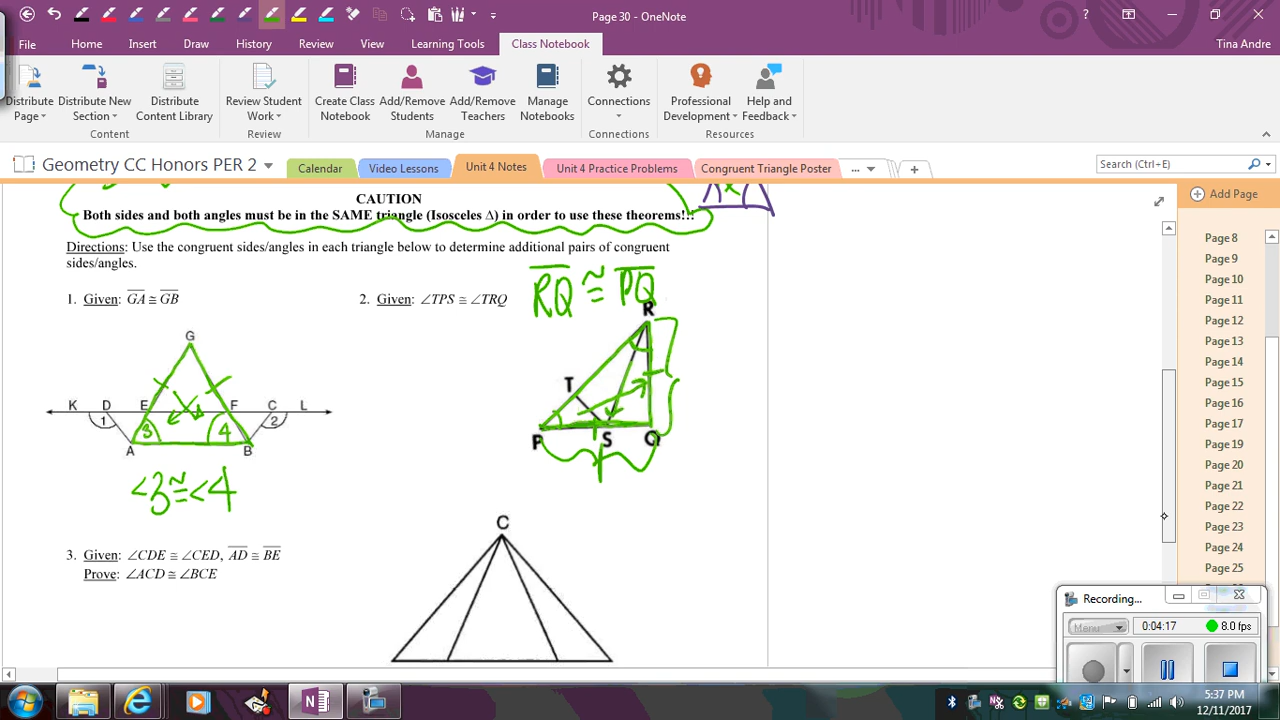 Page 30 - OneNote
Tina Andre
File Home Insert Draw History Review View Learning Tools Class Notebook
Distribute Page Distribute New Section Distribute Content Library Review Student Work Create Class Notebook Add/Remove Students Add/Remove Teachers Manage Notebooks Connections Professional Development Help and Feedback
Content Review Manage Connections Resources
Geometry CC Honors PER 2 Calendar Video Lessons Unit 4 Notes Unit 4 Practice Problems Congruent Triangle Poster ... Search (Ctrl+E)
Add Page
CAUTION
Both sides and both angles must be in the SAME triangle (Isosceles Δ) in order to use these theorems!!!
Directions: Use the congruent sides/angles in each triangle below to determine additional pairs of congruent
sides/angles.
1. Given: GA ≅ GB
2. Given: ∠TPS ≅ ∠TRQ
RQ ≅ PQ
G
K D E F C L
1 3 4 2
A B
<3≅<4
R
T
P S Q
3. Given: ∠CDE ≅ ∠CED, AD ≅ BE
Prove: ∠ACD ≅ ∠BCE
C
Page 8
Page 9
Page 10
Page 11
Page 12
Page 13
Page 14
Page 15
Page 16
Page 17
Page 18
Page 19
Page 20
Page 21
Page 22
Page 23
Page 24
Page 25
Recording...
Menu 0:04:17 8.0 fps
5:37 PM
12/11/2017